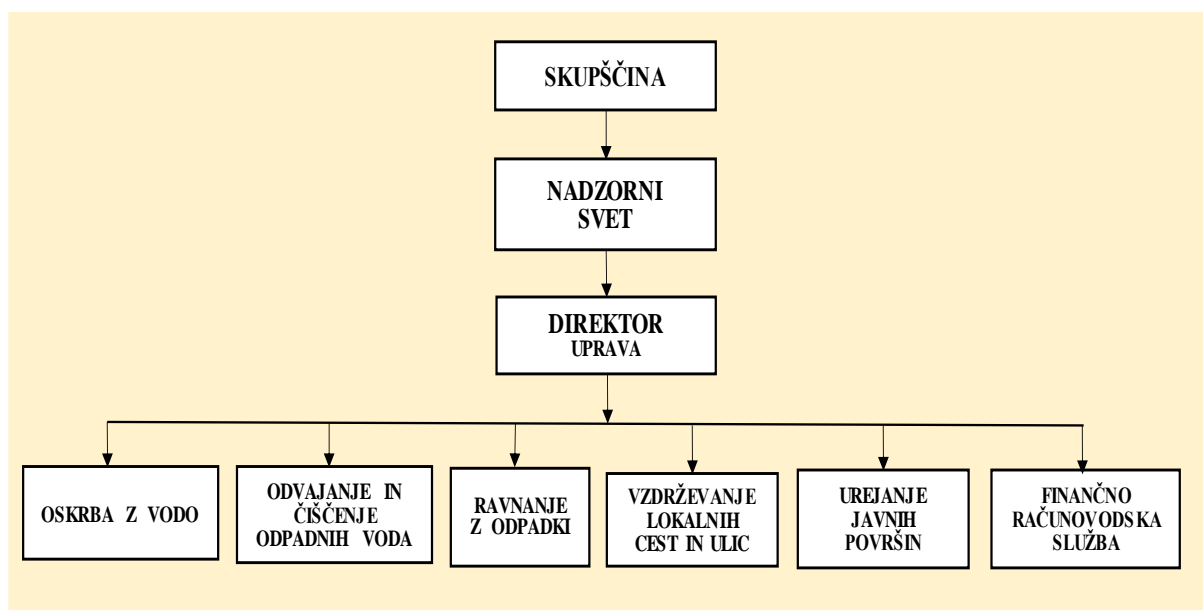 SKUPŠČINA
NADZORNI
SVET
DIREKTOR
UPRAVA
OSKRBA Z VODO
ODVAJANJE IN
ČIŠČENJE
ODPADNIH VODA
RAVNANJE
Z ODPADKI
VZDRŽEVANJE
LOKALNIH
CEST IN ULIC
UREJANJE
JAVNIH
POVRŠIN
FINANČNO
RAČUNOVODSKA
SLUŽBA